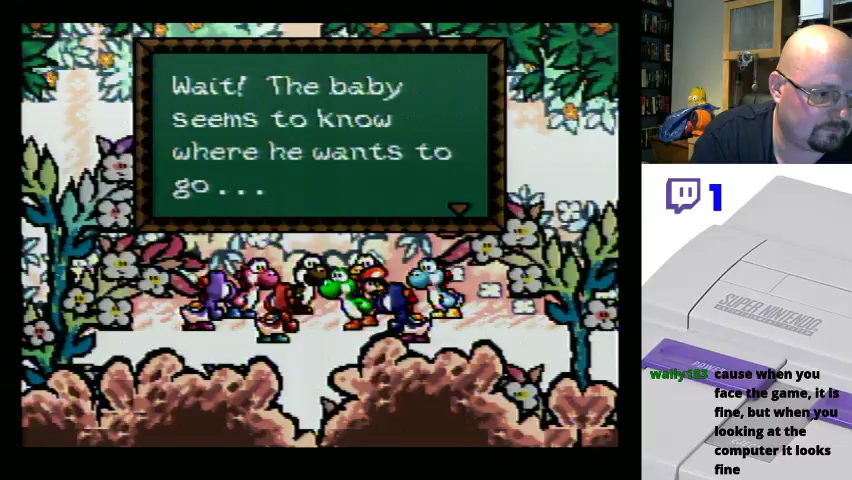 Wait! The baby
seems to know
where he wants to
go...
1
SUPER NINTENDO
POWER
wally183 cause when you
face the game, it is
fine, but when you
looking at the
computer it looks
fine